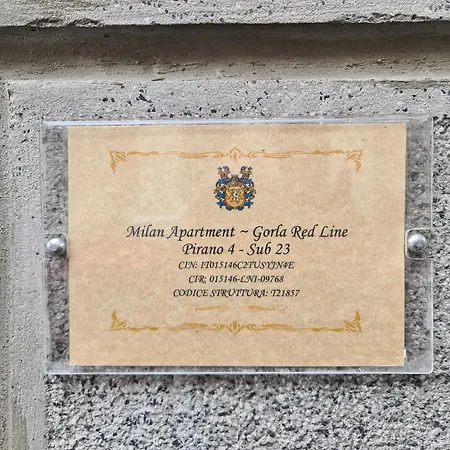 Milan Apartment ~ Gorla Red Line
Pirano 4 - Sub 23
CIN: IT015146C2TUSYJN4E
CIR: 015146-LNI-09768
CODICE STRUTTURA: T21857